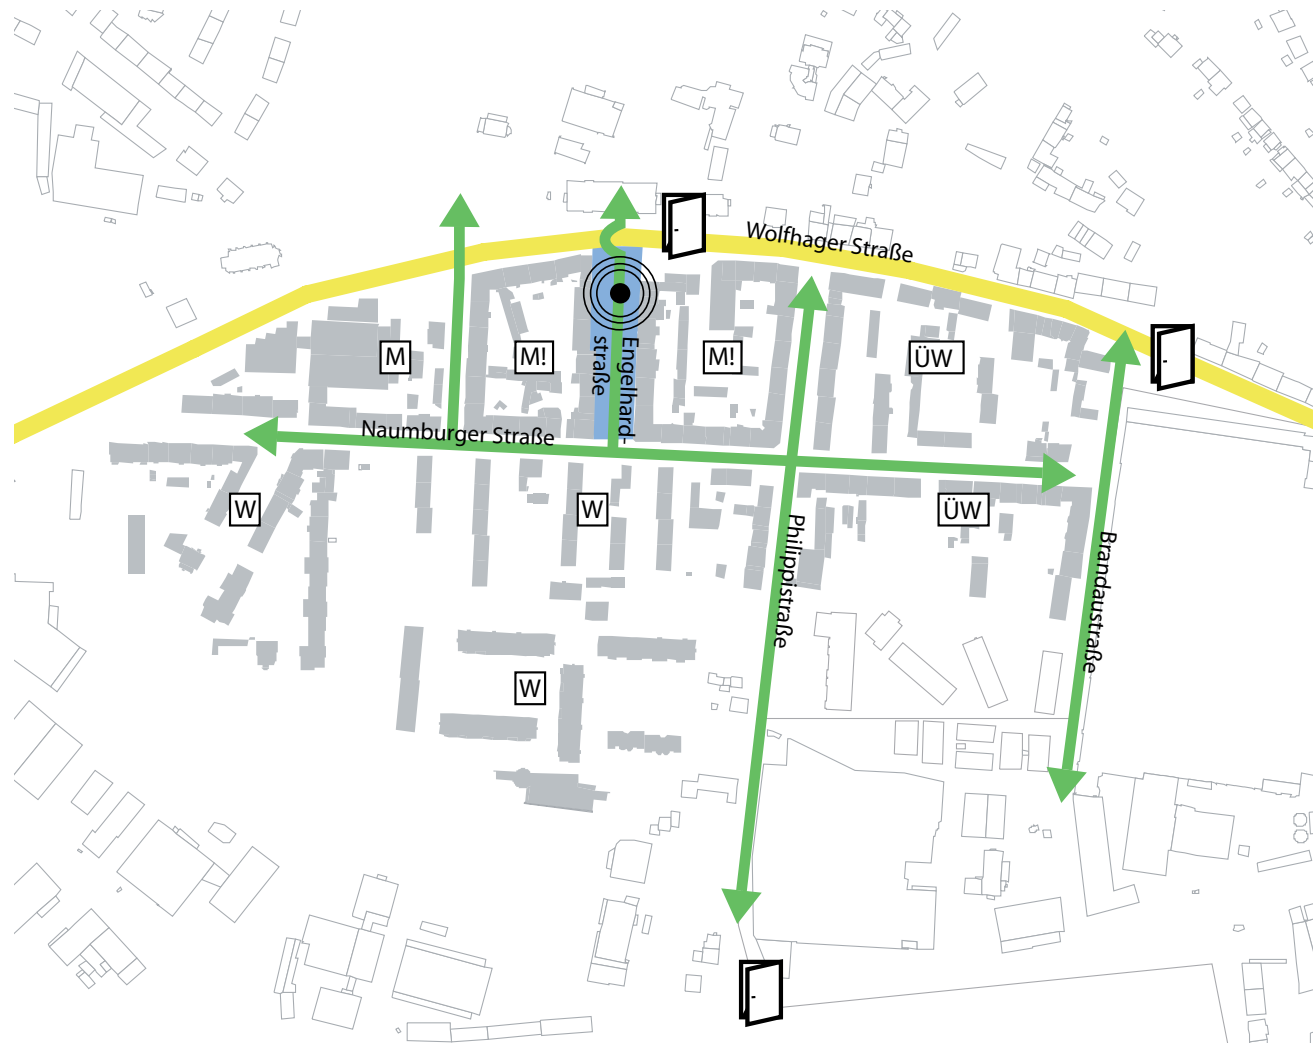 Wolfhager Straße
M
M!
Engelhard-
straße
M!
ÜW
Naumburger Straße
W
W
ÜW
Philippistraße
Brandaustraße
W